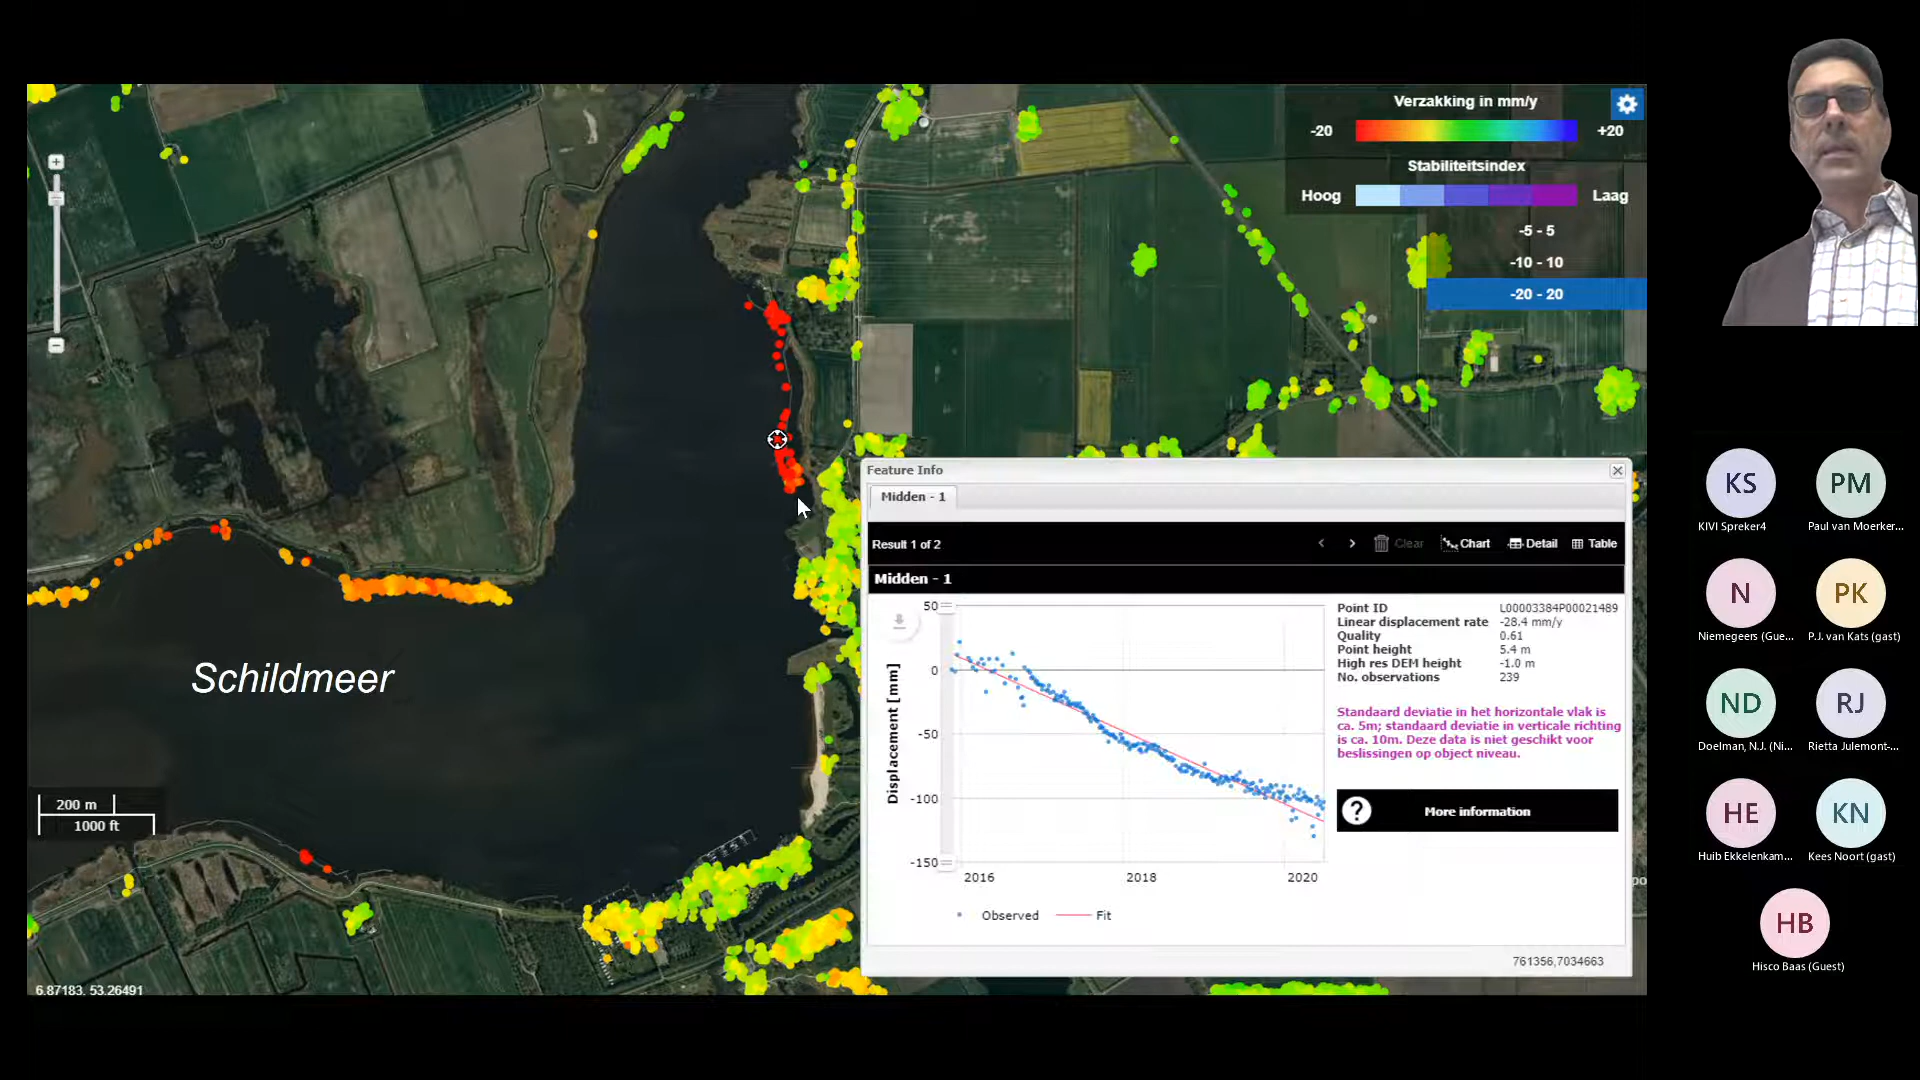 Verzakking in mm/y
-20 +20
Stabiliteitsindex
Hoog Laag
-5 - 5
-10 - 10
-20 - 20
Schildmeer
200 m
1000 ft
6.87183, 53.26491
Feature Info
Midden - 1
Result 1 of 2
< > Clear Chart Detail Table
Midden - 1
50
0
-50
-100
-150
Displacement [mm]
2016 2018 2020
Observed Fit
Point ID L00003384P00021489
Linear displacement rate -28.4 mm/y
Quality 0.61
Point height 5.4 m
High res DEM height -1.0 m
No. observations 239
Standaard deviatie in het horizontale vlak is
ca. 5m; standaard deviatie in verticale richting
is ca. 10m. Deze data is niet geschikt voor
beslissingen op object niveau.
? More information
761356,7034663
KS
KIVI Spreker4
PM
Paul van Moerker...
N
Niemegeers (Gue...
PK
P.J. van Kats (gast)
ND
Doelman, N.J. (Ni...
RJ
Rietta Julemont-...
HE
Huib Ekkelenkam...
KN
Kees Noort (gast)
HB
Hisco Baas (Guest)